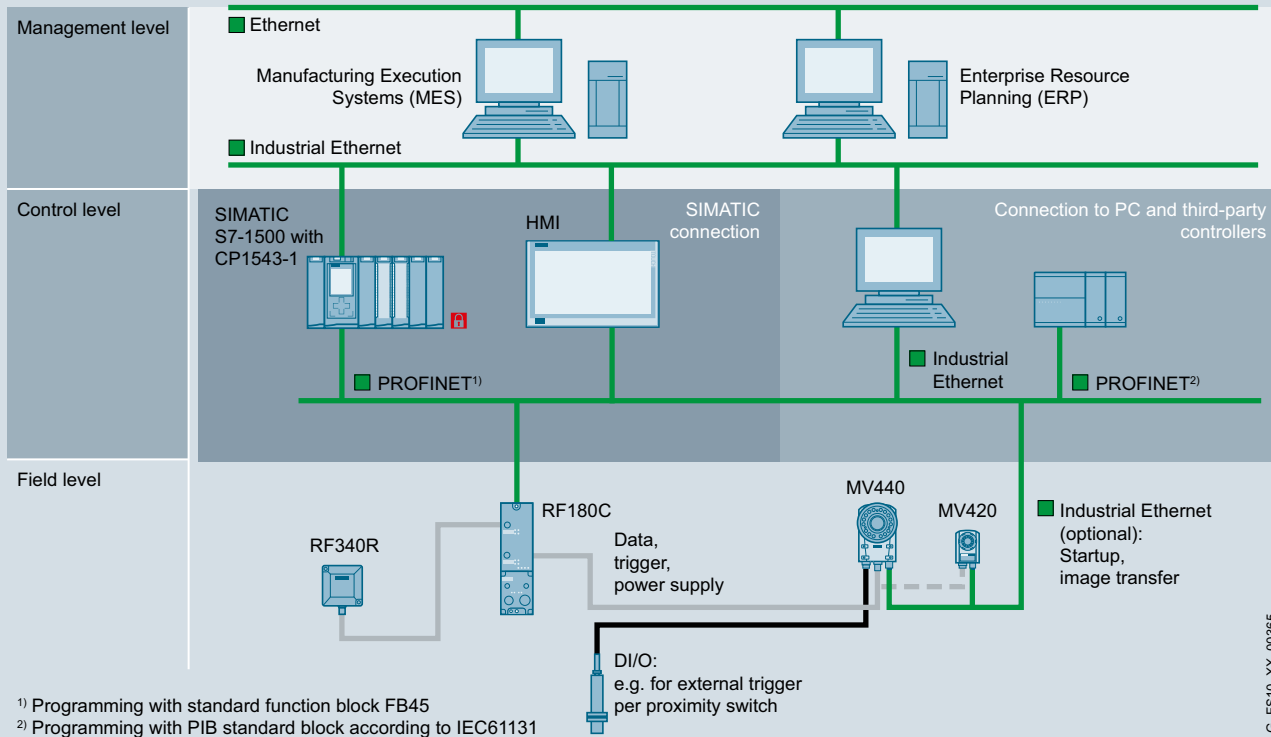 Management level
Ethernet
Manufacturing Execution
Systems (MES)
Enterprise Resource
Planning (ERP)
Industrial Ethernet
Control level
SIMATIC
S7-1500 with
CP1543-1
HMI
SIMATIC
connection
Connection to PC and third-party
controllers
PROFINET1)
Industrial
Ethernet
PROFINET2)
Field level
RF340R
RF180C
Data,
trigger,
power supply
MV440
MV420
Industrial Ethernet
(optional):
Startup,
image transfer
DI/O:
e.g. for external trigger
per proximity switch
1) Programming with standard function block FB45
2) Programming with PIB standard block according to IEC61131